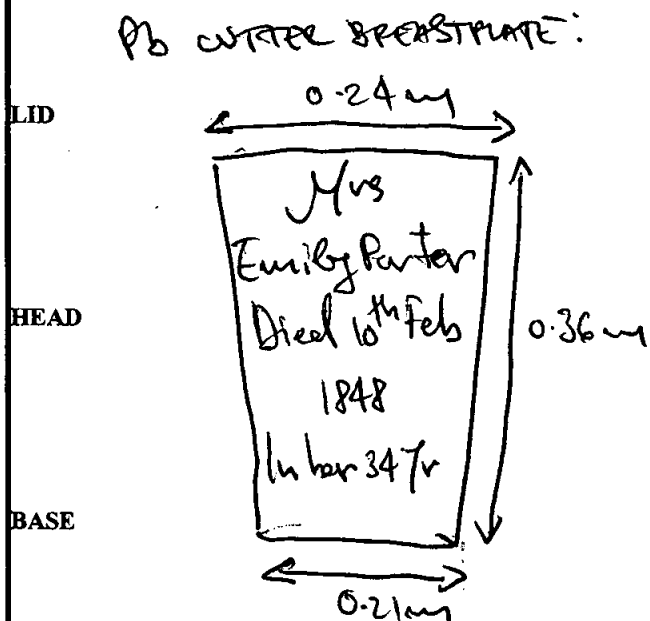 Pb OUTER BREASTPLATE:
LID
0.24m
Mrs
Emily Porter
HEAD
Died 10th Feb
0.36m
1848
In her 34 Yr
BASE
0.21m